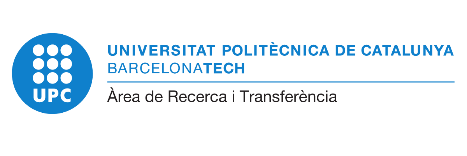 UPC
UNIVERSITAT POLITÈCNICA DE CATALUNYA
BARCELONATECH
Àrea de Recerca i Transferència